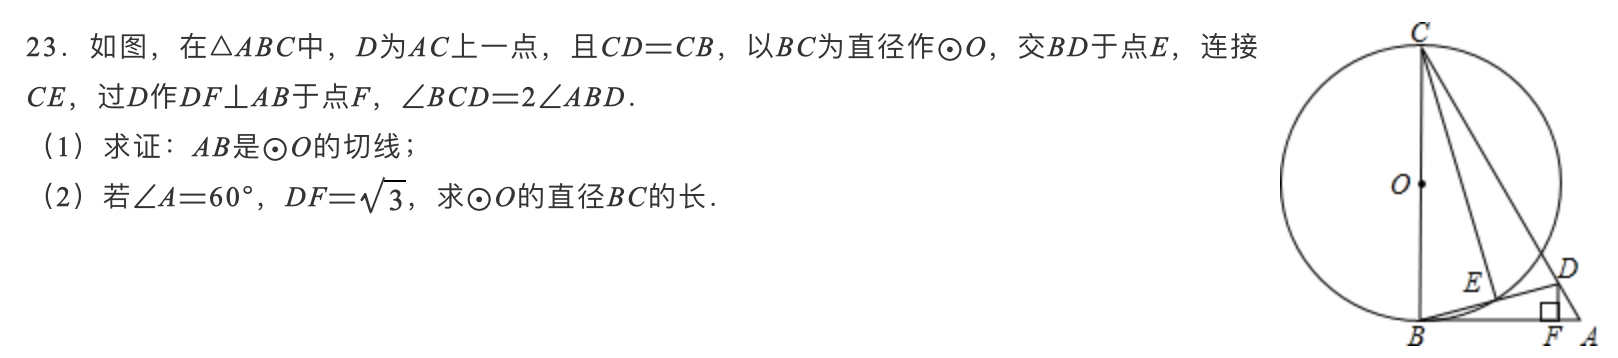 23．如图，在△ABC中，D为AC上一点，且CD＝CB，以BC为直径作⊙O，交BD于点E，连接
CE，过D作DF⊥AB于点F，∠BCD＝2∠ABD．
（1）求证：AB是⊙O的切线；
（2）若∠A＝60°，DF＝√3，求⊙O的直径BC的长．
C
O
D
E
B
F
A